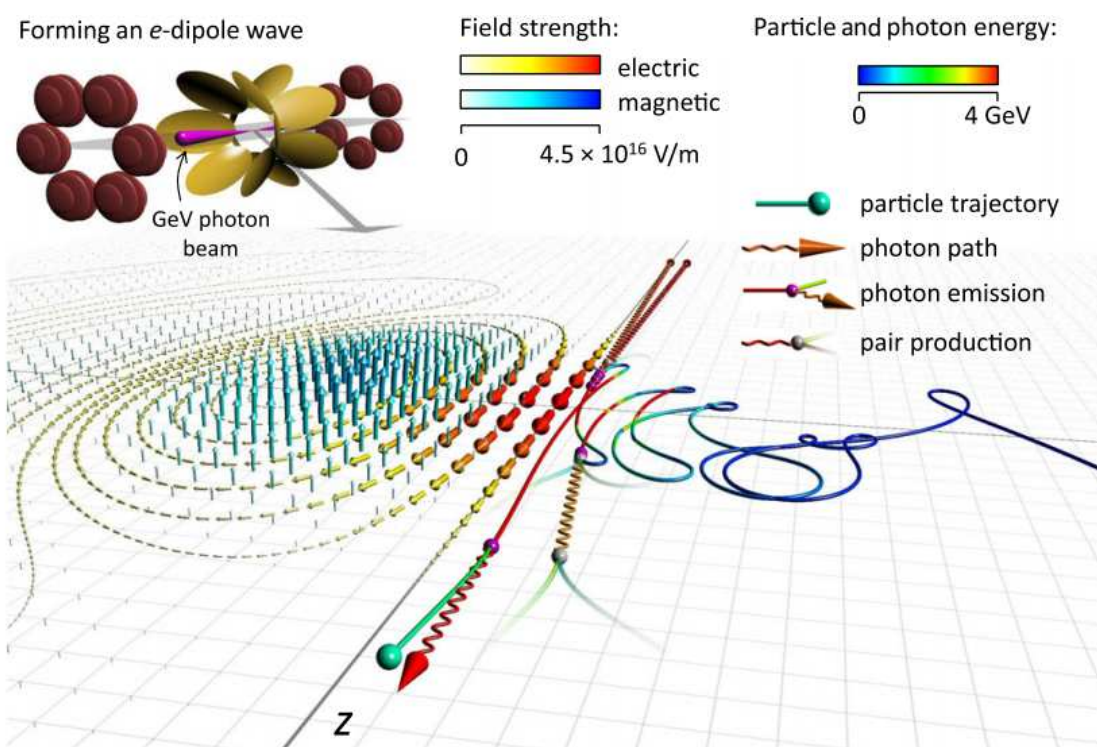 Forming an e-dipole wave
GeV photon
beam
Field strength:
electric
magnetic
0
4.5 × 10¹⁶ V/m
Particle and photon energy:
0
4 GeV
particle trajectory
photon path
photon emission
pair production
z